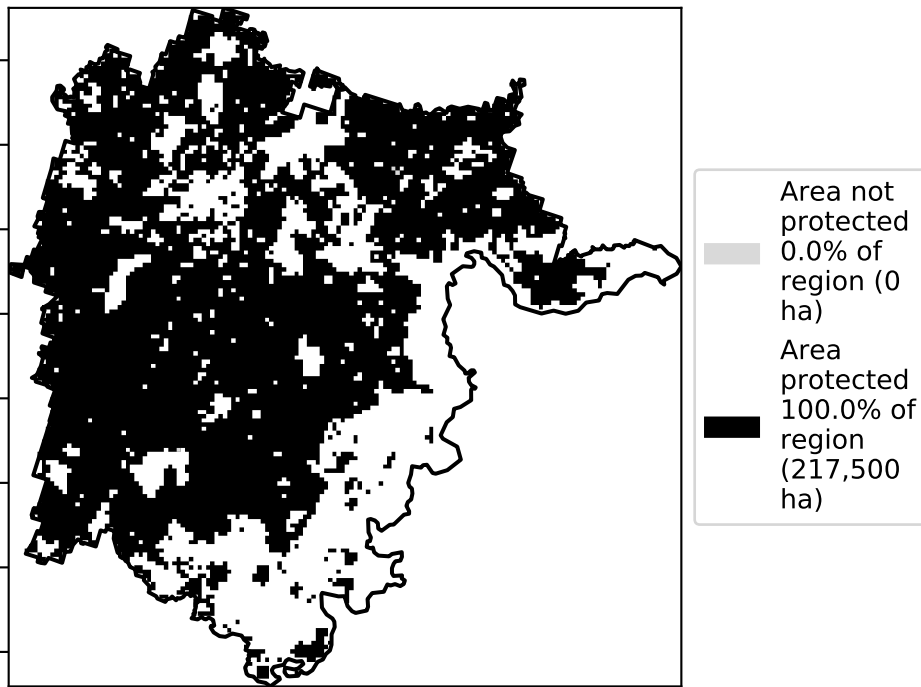 Area not
protected
0.0% of
region (0
ha)
Area
protected
100.0% of
region
(217,500
ha)